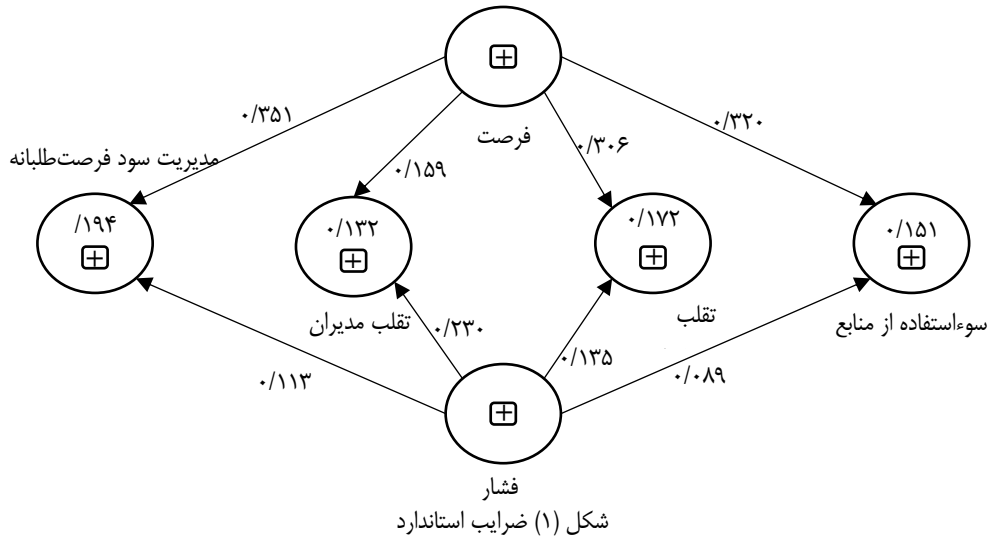 فرصت
۰/۳۵۱
۰/۱۵۹
۰/۳۰۶
۰/۳۲۰
مدیریت سود فرصت‌طلبانه
/۱۹۴
۰/۱۳۲
۰/۱۷۲
۰/۱۵۱
تقلب مدیران
تقلب
سوءاستفاده از منابع
۰/۱۱۳
۰/۲۳۰
۰/۱۳۵
۰/۰۸۹
فشار
شکل (۱) ضرایب استاندارد